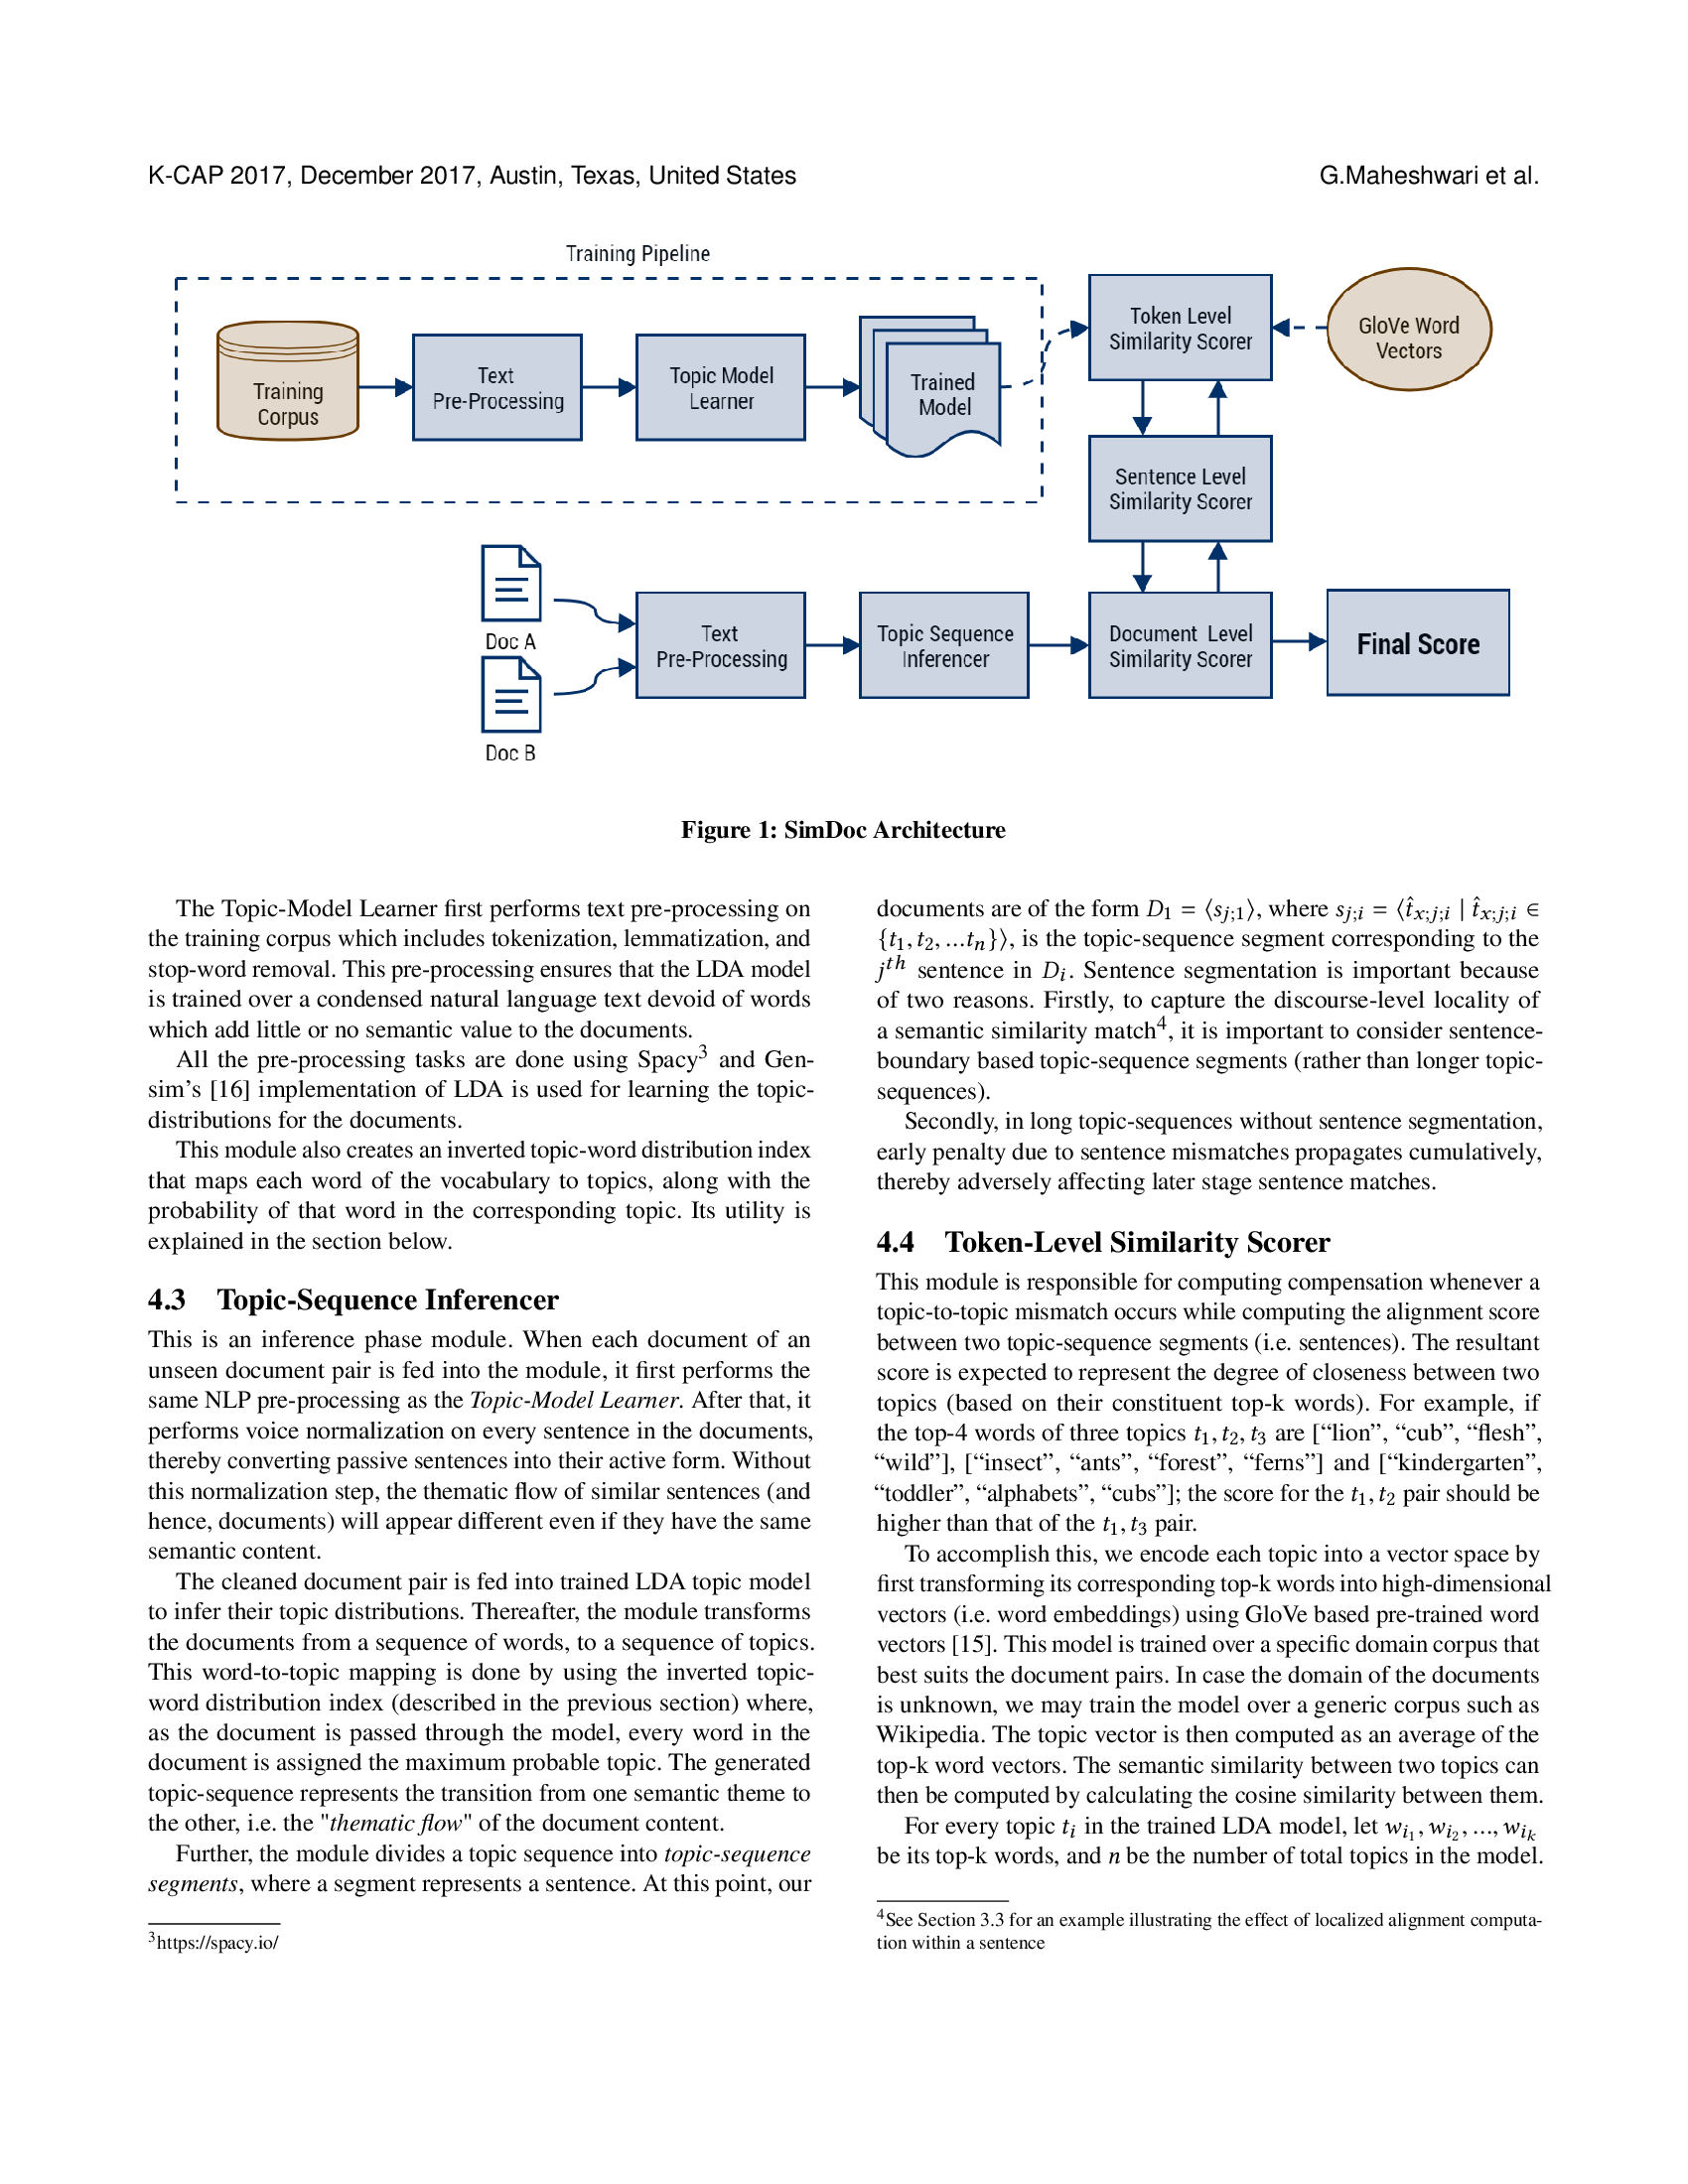 K-CAP 2017, December 2017, Austin, Texas, United States
G.Maheshwari et al.
Training Pipeline
Training
Corpus
Text
Pre-Processing
Topic Model
Learner
Trained
Model
Token Level
Similarity Scorer
GloVe Word
Vectors
Sentence Level
Similarity Scorer
Doc A
Doc B
Text
Pre-Processing
Topic Sequence
Inferencer
Document Level
Similarity Scorer
Final Score
Figure 1: SimDoc Architecture
The Topic-Model Learner first performs text pre-processing on
the training corpus which includes tokenization, lemmatization, and
stop-word removal. This pre-processing ensures that the LDA model
is trained over a condensed natural language text devoid of words
which add little or no semantic value to the documents.
All the pre-processing tasks are done using Spacy³ and Gen-
sim's [16] implementation of LDA is used for learning the topic-
distributions for the documents.
This module also creates an inverted topic-word distribution index
that maps each word of the vocabulary to topics, along with the
probability of that word in the corresponding topic. Its utility is
explained in the section below.
4.3 Topic-Sequence Inferencer
This is an inference phase module. When each document of an
unseen document pair is fed into the module, it first performs the
same NLP pre-processing as the Topic-Model Learner. After that, it
performs voice normalization on every sentence in the documents,
thereby converting passive sentences into their active form. Without
this normalization step, the thematic flow of similar sentences (and
hence, documents) will appear different even if they have the same
semantic content.
The cleaned document pair is fed into trained LDA topic model
to infer their topic distributions. Thereafter, the module transforms
the documents from a sequence of words, to a sequence of topics.
This word-to-topic mapping is done by using the inverted topic-
word distribution index (described in the previous section) where,
as the document is passed through the model, every word in the
document is assigned the maximum probable topic. The generated
topic-sequence represents the transition from one semantic theme to
the other, i.e. the "thematic flow" of the document content.
Further, the module divides a topic sequence into topic-sequence
segments, where a segment represents a sentence. At this point, our
³https://spacy.io/
documents are of the form D₁ = ⟨s_{j;1}⟩, where s_{j;i} = ⟨t̂_{x;j;i} | t̂_{x;j;i} ∈
{t₁, t₂, ...tₙ}⟩, is the topic-sequence segment corresponding to the
j^{th} sentence in D_i. Sentence segmentation is important because
of two reasons. Firstly, to capture the discourse-level locality of
a semantic similarity match⁴, it is important to consider sentence-
boundary based topic-sequence segments (rather than longer topic-
sequences).
Secondly, in long topic-sequences without sentence segmentation,
early penalty due to sentence mismatches propagates cumulatively,
thereby adversely affecting later stage sentence matches.
4.4 Token-Level Similarity Scorer
This module is responsible for computing compensation whenever a
topic-to-topic mismatch occurs while computing the alignment score
between two topic-sequence segments (i.e. sentences). The resultant
score is expected to represent the degree of closeness between two
topics (based on their constituent top-k words). For example, if
the top-4 words of three topics t₁, t₂, t₃ are [“lion”, “cub”, “flesh”,
“wild”], [“insect”, “ants”, “forest”, “ferns”] and [“kindergarten”,
“toddler”, “alphabets”, “cubs”]; the score for the t₁, t₂ pair should be
higher than that of the t₁, t₃ pair.
To accomplish this, we encode each topic into a vector space by
first transforming its corresponding top-k words into high-dimensional
vectors (i.e. word embeddings) using GloVe based pre-trained word
vectors [15]. This model is trained over a specific domain corpus that
best suits the document pairs. In case the domain of the documents
is unknown, we may train the model over a generic corpus such as
Wikipedia. The topic vector is then computed as an average of the
top-k word vectors. The semantic similarity between two topics can
then be computed by calculating the cosine similarity between them.
For every topic t_i in the trained LDA model, let w_{i₁}, w_{i₂}, ..., w_{i_k}
be its top-k words, and n be the number of total topics in the model.
⁴See Section 3.3 for an example illustrating the effect of localized alignment computa-
tion within a sentence